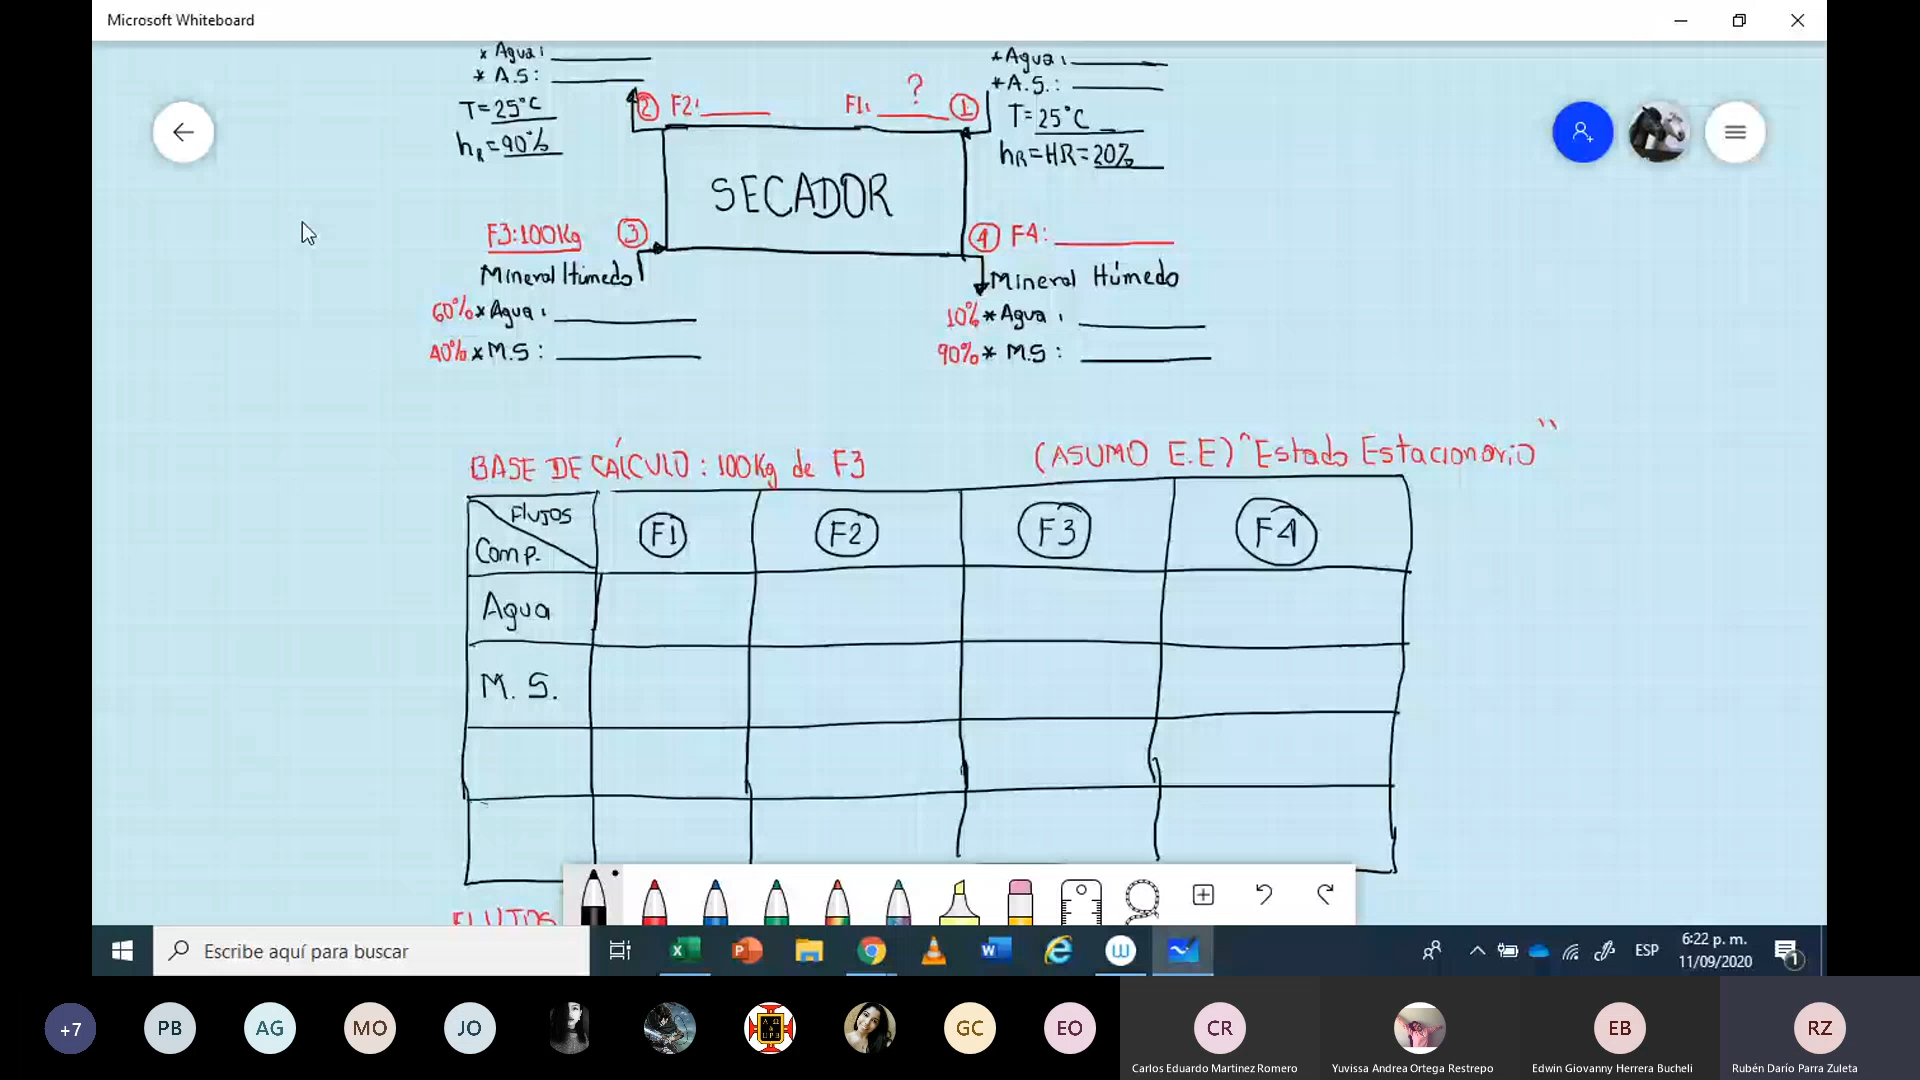 Microsoft Whiteboard
* Agua:
* A.S:
T=25°C
hR=90%
2 F2:
F1: ? 1
* Agua:
* A.S.:
T=25°C
hR=HR=20%
SECADOR
F3:100Kg 3
Mineral Húmedo
60% * Agua:
40% * M.S:
4 F4:
Mineral Húmedo
10% * Agua:
90% * M.S:
BASE DE CÁLCULO: 100Kg de F3
(ASUMO E.E) "Estado Estacionario"
Flujos
Comp.
F1
F2
F3
F4
Agua
M. S.
FLUJOS
Escribe aquí para buscar
ESP
6:22 p. m.
11/09/2020
1
+7
PB
AG
MO
JO
GC
EO
CR
EB
RZ
Carlos Eduardo Martinez Romero
Yuvissa Andrea Ortega Restrepo
Edwin Giovanny Herrera Bucheli
Rubén Darío Parra Zuleta